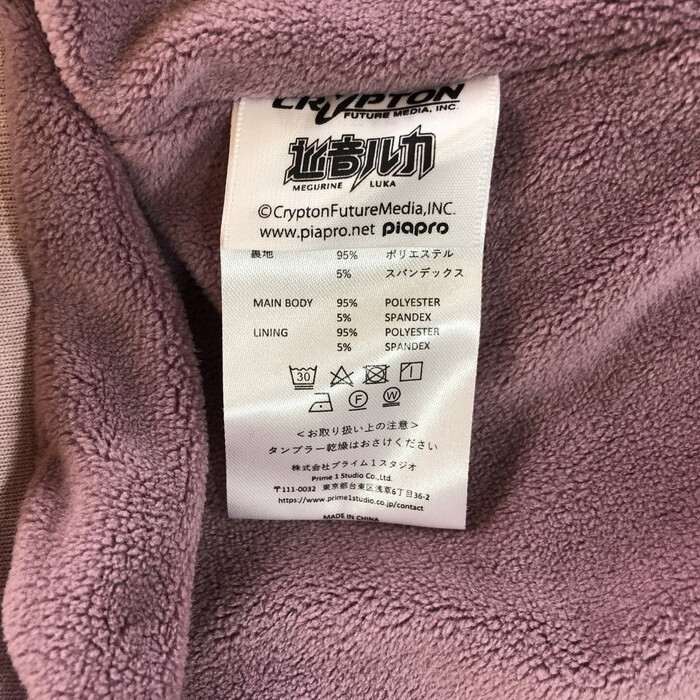 CRYPTON
FUTURE MEDIA, INC.
巡音ルカ
MEGURINE LUKA
©CryptonFutureMedia,INC.
www.piapro.net piapro
裏地 95% ポリエステル
5% スパンデックス
MAIN BODY 95% POLYESTER
5% SPANDEX
LINING 95% POLYESTER
5% SPANDEX
30
F W
<お取り扱い上の注意>
タンブラー乾燥はおさけください
株式会社プライム1スタジオ
Prime 1 Studio Co.,Ltd.
〒111-0032 東京都台東区浅草6丁目36-2
https://www.prime1studio.co.jp/contact
MADE IN CHINA